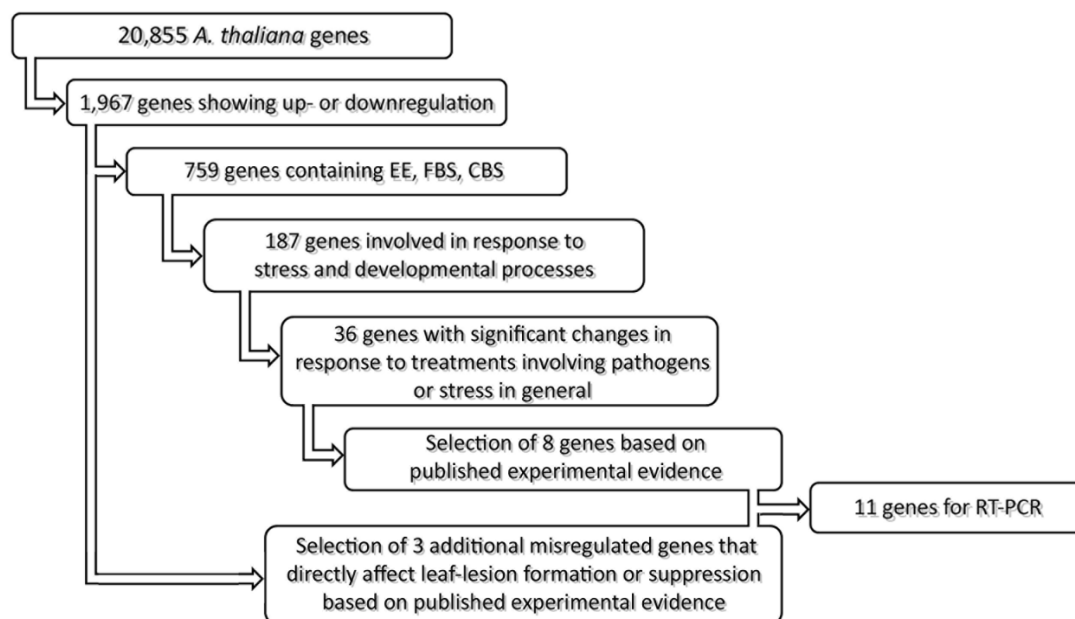 20,855 A. thaliana genes
1,967 genes showing up- or downregulation
759 genes containing EE, FBS, CBS
187 genes involved in response to
stress and developmental processes
36 genes with significant changes in
response to treatments involving pathogens
or stress in general
Selection of 8 genes based on
published experimental evidence
11 genes for RT-PCR
Selection of 3 additional misregulated genes that
directly affect leaf-lesion formation or suppression
based on published experimental evidence